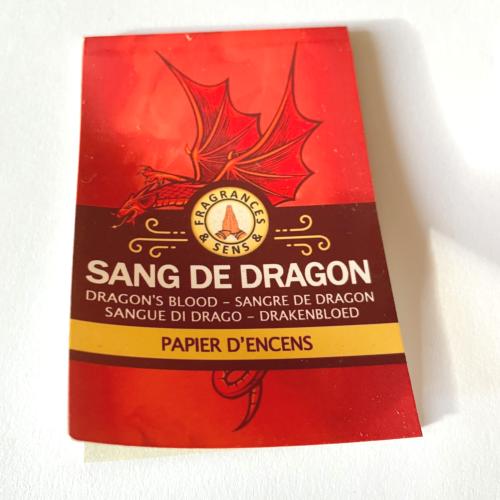 FRAGRANCES
& SENS &
SANG DE DRAGON
DRAGON'S BLOOD – SANGRE DE DRAGON
SANGUE DI DRAGO – DRAKENBLOED
PAPIER D'ENCENS